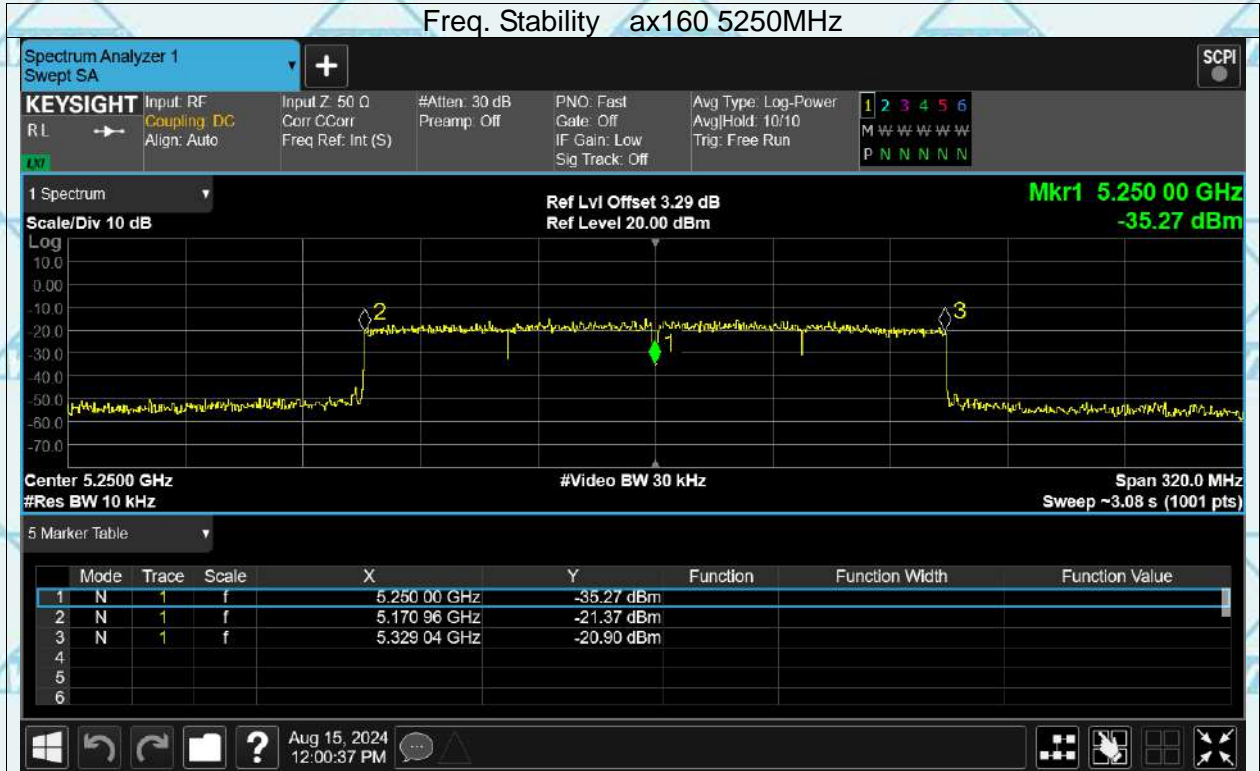 Freq. Stability ax160 5250MHz
Spectrum Analyzer 1
Swept SA
+
SCPI
KEYSIGHT Input: RF Input Z: 50 Ω #Atten: 30 dB PNO: Fast Avg Type: Log-Power 1 2 3 4 5 6
RL Coupling: DC Corr CCorr Preamp: Off Gate: Off Avg|Hold: 10/10 M W W W W W W
Align: Auto Freq Ref: Int (S) IF Gain: Low Trig: Free Run P N N N N N N
LXI Sig Track: Off
1 Spectrum Ref Lvl Offset 3.29 dB Mkr1 5.250 00 GHz
Scale/Div 10 dB Ref Level 20.00 dBm -35.27 dBm
Log
10.0
0.00
-10.0 2 3
-20.0
-30.0 1
-40.0
-50.0
-60.0
-70.0
Center 5.2500 GHz #Video BW 30 kHz Span 320.0 MHz
#Res BW 10 kHz Sweep ~3.08 s (1001 pts)
5 Marker Table
Mode Trace Scale X Y Function Function Width Function Value
1 N 1 f 5.250 00 GHz -35.27 dBm
2 N 1 f 5.170 96 GHz -21.37 dBm
3 N 1 f 5.329 04 GHz -20.90 dBm
4
5
6
? Aug 15, 2024
12:00:37 PM